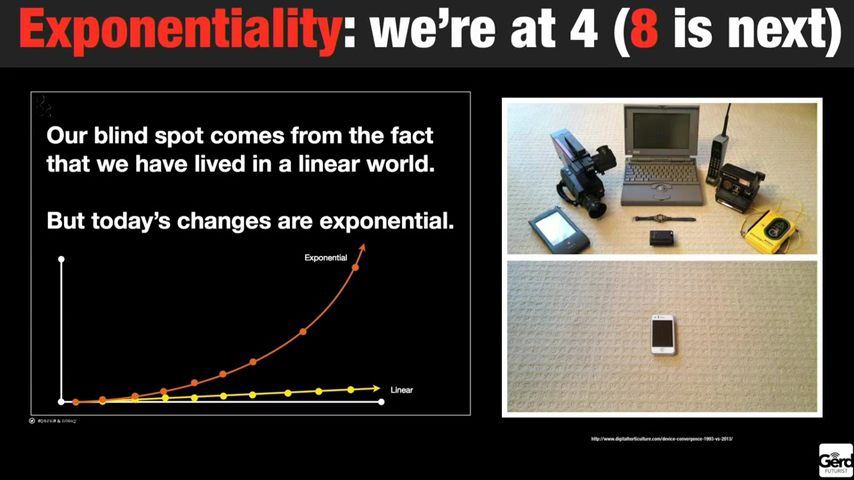 Exponentiality: we're at 4 (8 is next)
Our blind spot comes from the fact
that we have lived in a linear world.
But today's changes are exponential.
Exponential
Linear
http://www.digitalhorticulture.com/device-convergence-1993-vs-2013/
Gerd
FUTURIST